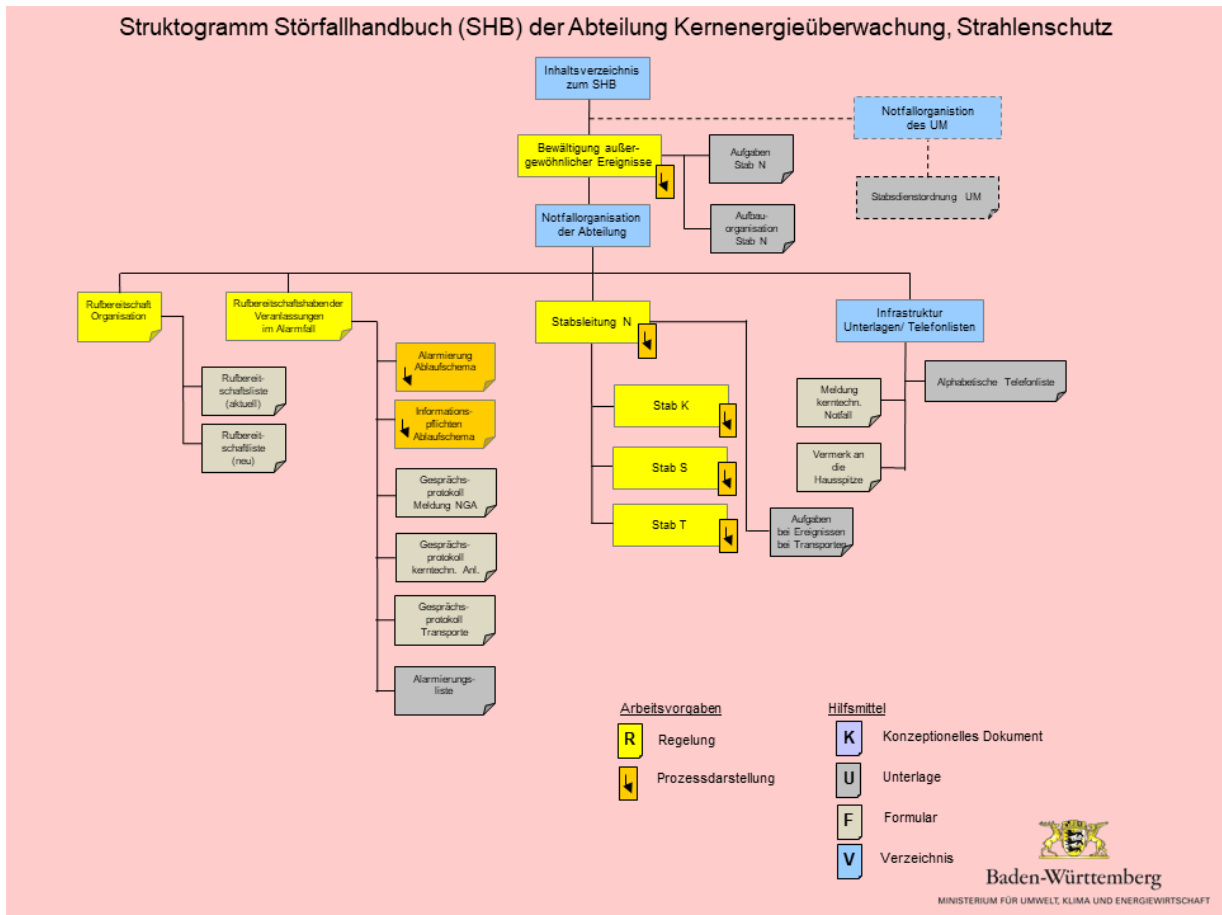 Struktogramm Störfallhandbuch (SHB) der Abteilung Kernenergieüberwachung, Strahlenschutz
Inhaltsverzeichnis
zum SHB
Notfallorganistion
des UM
Bewältigung außer-
gewöhnlicher Ereignisse
Aufgaben
Stab N
Stabsdienstordnung UM
Notfallorganisation
der Abteilung
Aufbau-
organisation
Stab N
Rufbereitschaft
Organisation
Rufbereitschaftshabender
Veranlassungen
im Alarmfall
Stabsleitung N
Infrastruktur
Unterlagen/ Telefonlisten
Rufbereit-
schaftsliste
(aktuell)
Rufbereit-
schaftliste
(neu)
Alarmierung
Ablaufschema
Informations-
pflichten
Ablaufschema
Gesprächs-
protokoll
Meldung NGA
Gesprächs-
protokoll
kerntechn. Anl.
Gesprächs-
protokoll
Transporte
Alarmierungs-
liste
Stab K
Stab S
Stab T
Aufgaben
bei Ereignissen
bei Transporten
Meldung
kerntechn.
Notfall
Alphabetische Telefonliste
Vermerk an
die
Hausspitze
Arbeitsvorgaben
R Regelung
Prozessdarstellung
Hilfsmittel
K Konzeptionelles Dokument
U Unterlage
F Formular
V Verzeichnis
Baden-Württemberg
MINISTERIUM FÜR UMWELT, KLIMA UND ENERGIEWIRTSCHAFT